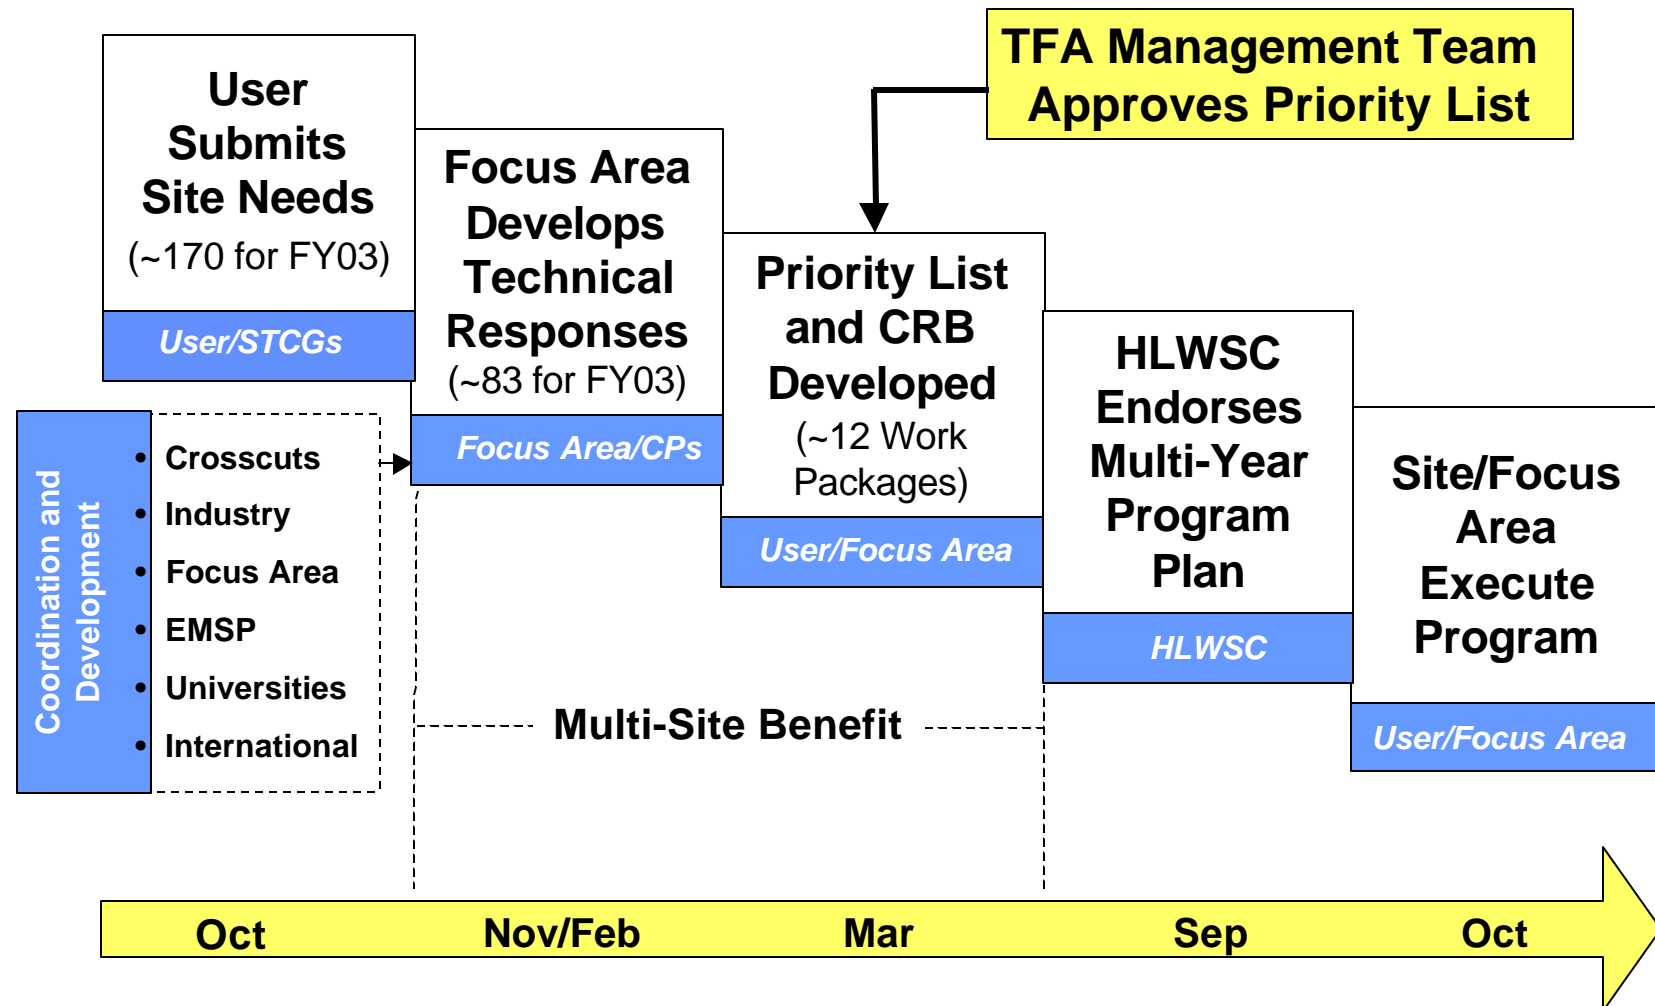 TFA Management Team
Approves Priority List
User
Submits
Site Needs
(~170 for FY03)
User/STCGs
Focus Area
Develops
Technical
Responses
(~83 for FY03)
Focus Area/CPs
Priority List
and CRB
Developed
(~12 Work
Packages)
User/Focus Area
HLWSC
Endorses
Multi-Year
Program
Plan
HLWSC
Site/Focus
Area
Execute
Program
User/Focus Area
Coordination and
Development
• Crosscuts
• Industry
• Focus Area
• EMSP
• Universities
• International
Multi-Site Benefit
Oct Nov/Feb Mar Sep Oct